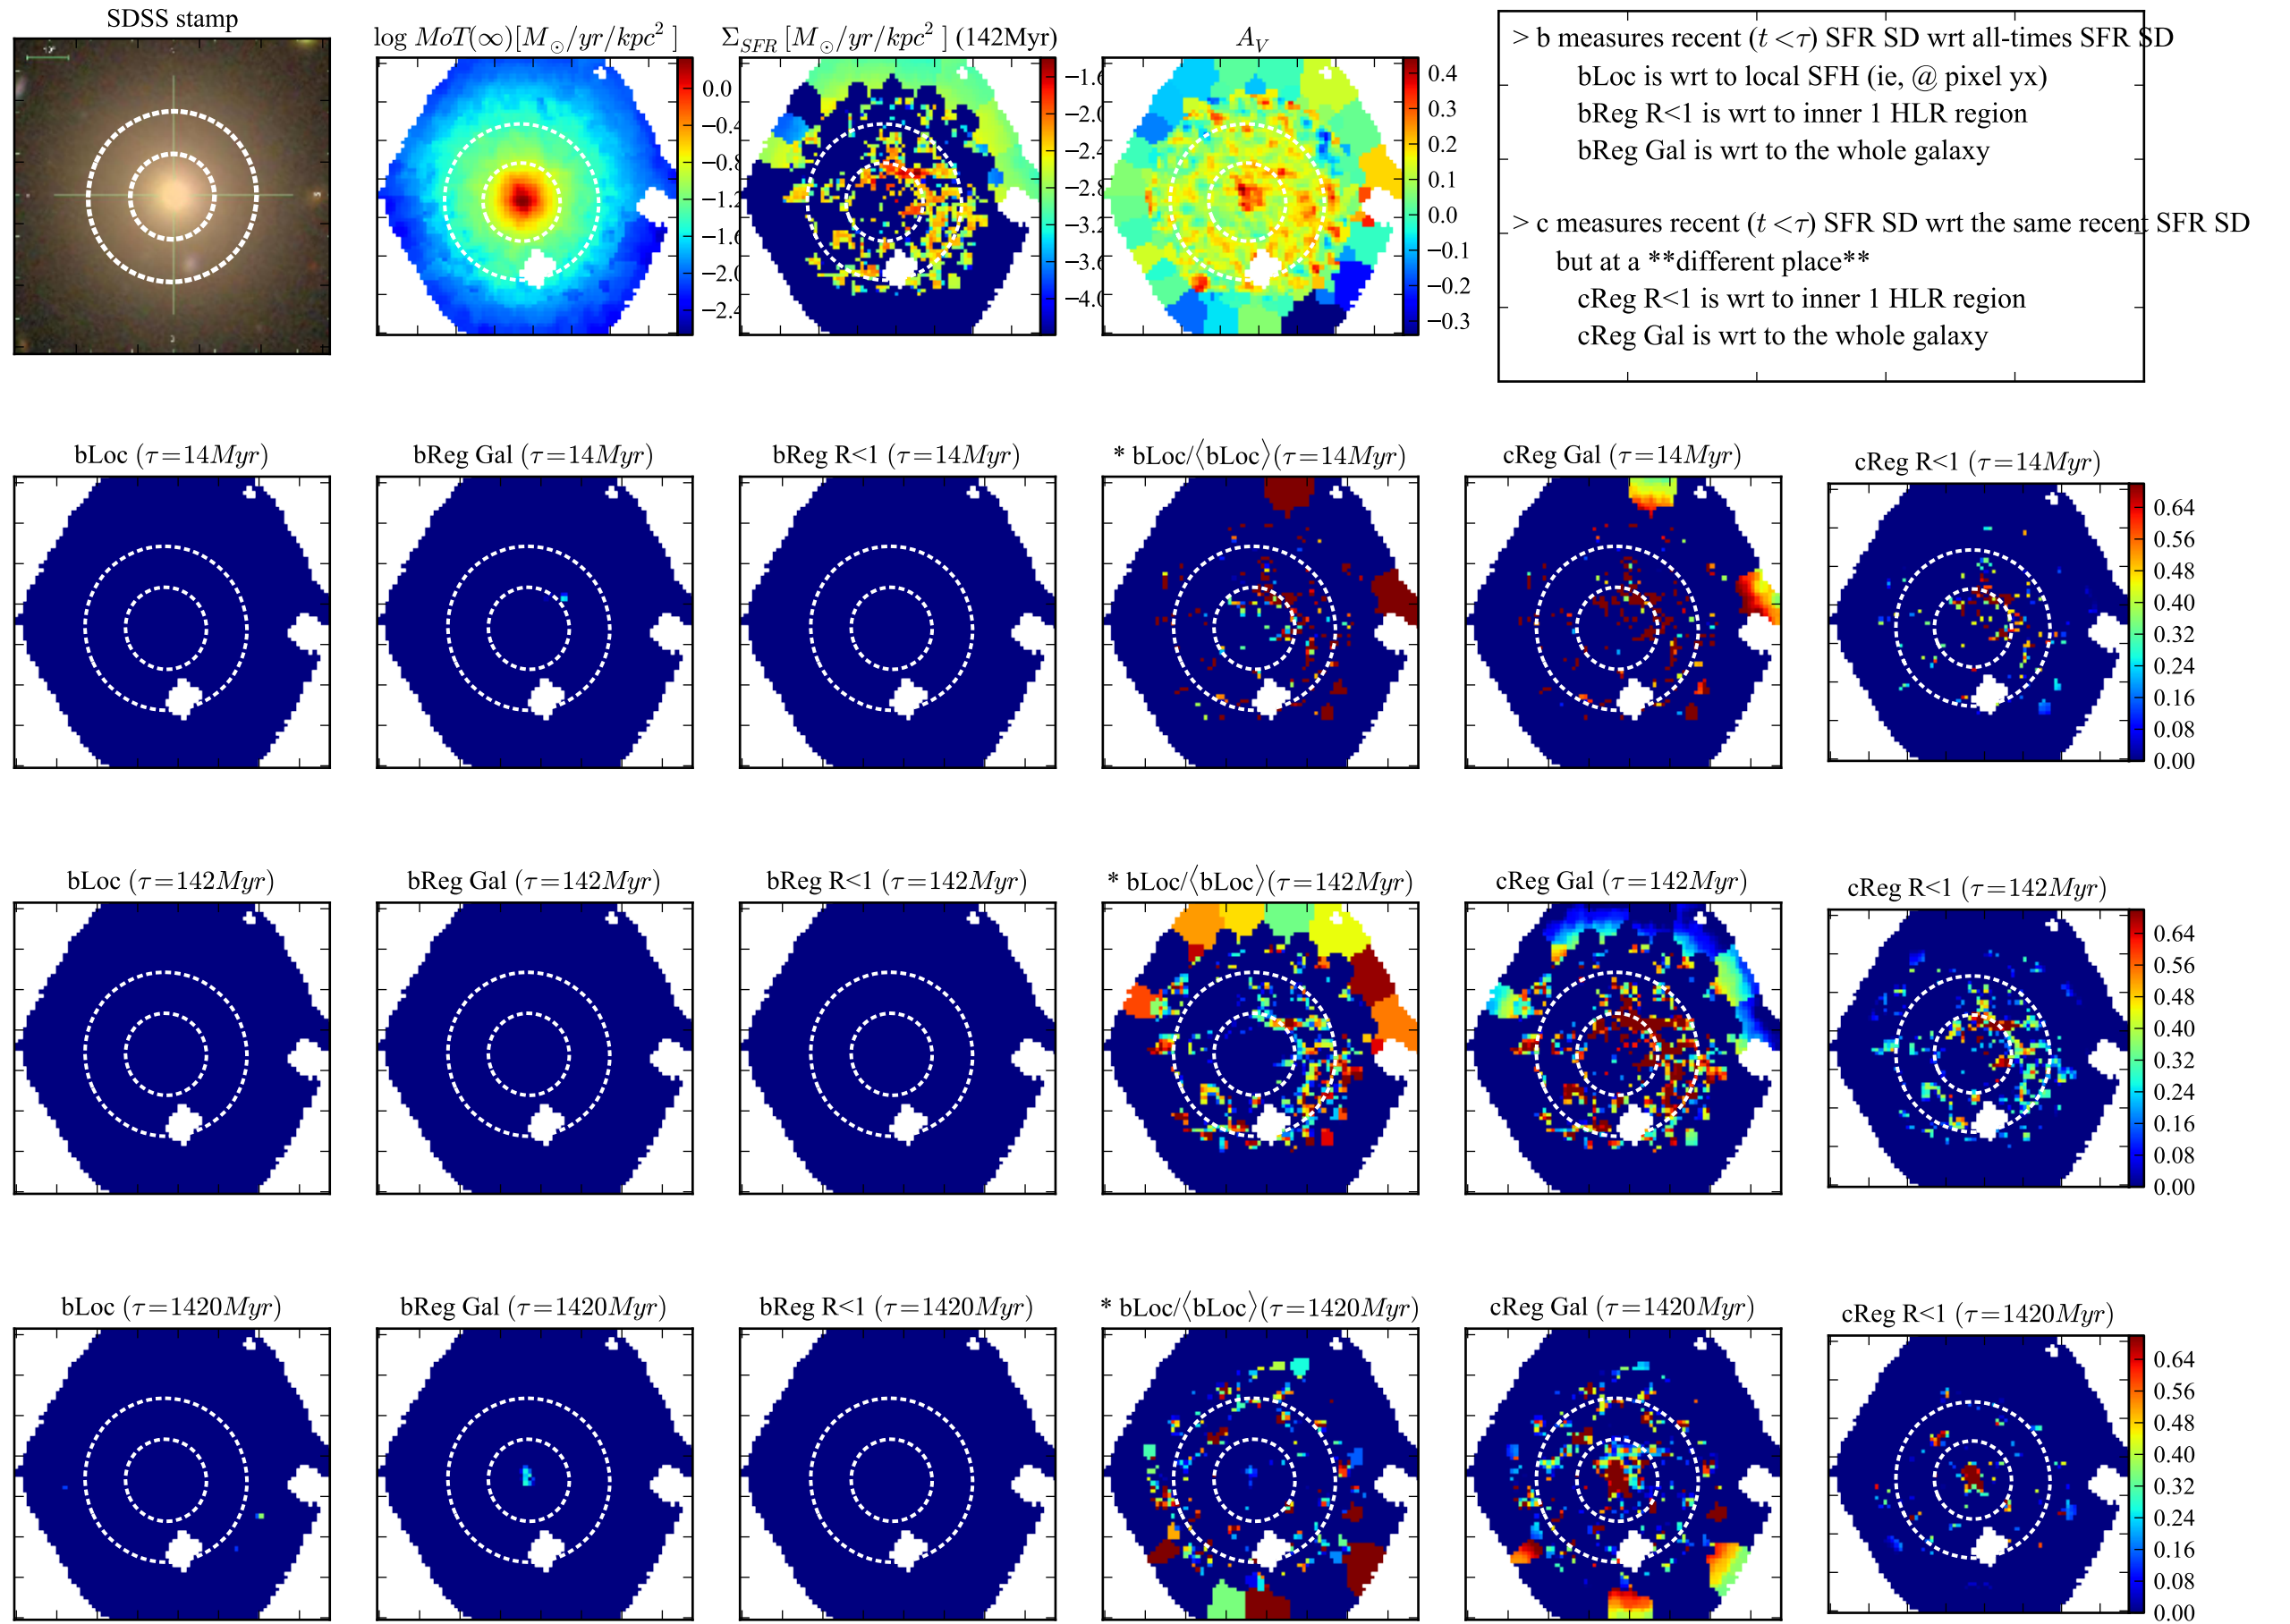 SDSS stamp
log MoT(∞)[M⊙/yr/kpc² ]
Σ_SFR [M⊙/yr/kpc² ] (142Myr)
A_V
0.0
−0.4
−0.8
−1.2
−1.6
−2.0
−2.4
−1.6
−2.0
−2.4
−2.8
−3.2
−3.6
−4.0
0.4
0.3
0.2
0.1
0.0
−0.1
−0.2
−0.3
> b measures recent (t <τ) SFR SD wrt all-times SFR SD
bLoc is wrt to local SFH (ie, @ pixel yx)
bReg R<1 is wrt to inner 1 HLR region
bReg Gal is wrt to the whole galaxy
> c measures recent (t <τ) SFR SD wrt the same recent SFR SD
but at a **different place**
cReg R<1 is wrt to inner 1 HLR region
cReg Gal is wrt to the whole galaxy
bLoc (τ=14Myr)
bReg Gal (τ=14Myr)
bReg R<1 (τ=14Myr)
* bLoc/⟨bLoc⟩(τ=14Myr)
cReg Gal (τ=14Myr)
cReg R<1 (τ=14Myr)
0.64
0.56
0.48
0.40
0.32
0.24
0.16
0.08
0.00
bLoc (τ=142Myr)
bReg Gal (τ=142Myr)
bReg R<1 (τ=142Myr)
* bLoc/⟨bLoc⟩(τ=142Myr)
cReg Gal (τ=142Myr)
cReg R<1 (τ=142Myr)
0.64
0.56
0.48
0.40
0.32
0.24
0.16
0.08
0.00
bLoc (τ=1420Myr)
bReg Gal (τ=1420Myr)
bReg R<1 (τ=1420Myr)
* bLoc/⟨bLoc⟩(τ=1420Myr)
cReg Gal (τ=1420Myr)
cReg R<1 (τ=1420Myr)
0.64
0.56
0.48
0.40
0.32
0.24
0.16
0.08
0.00